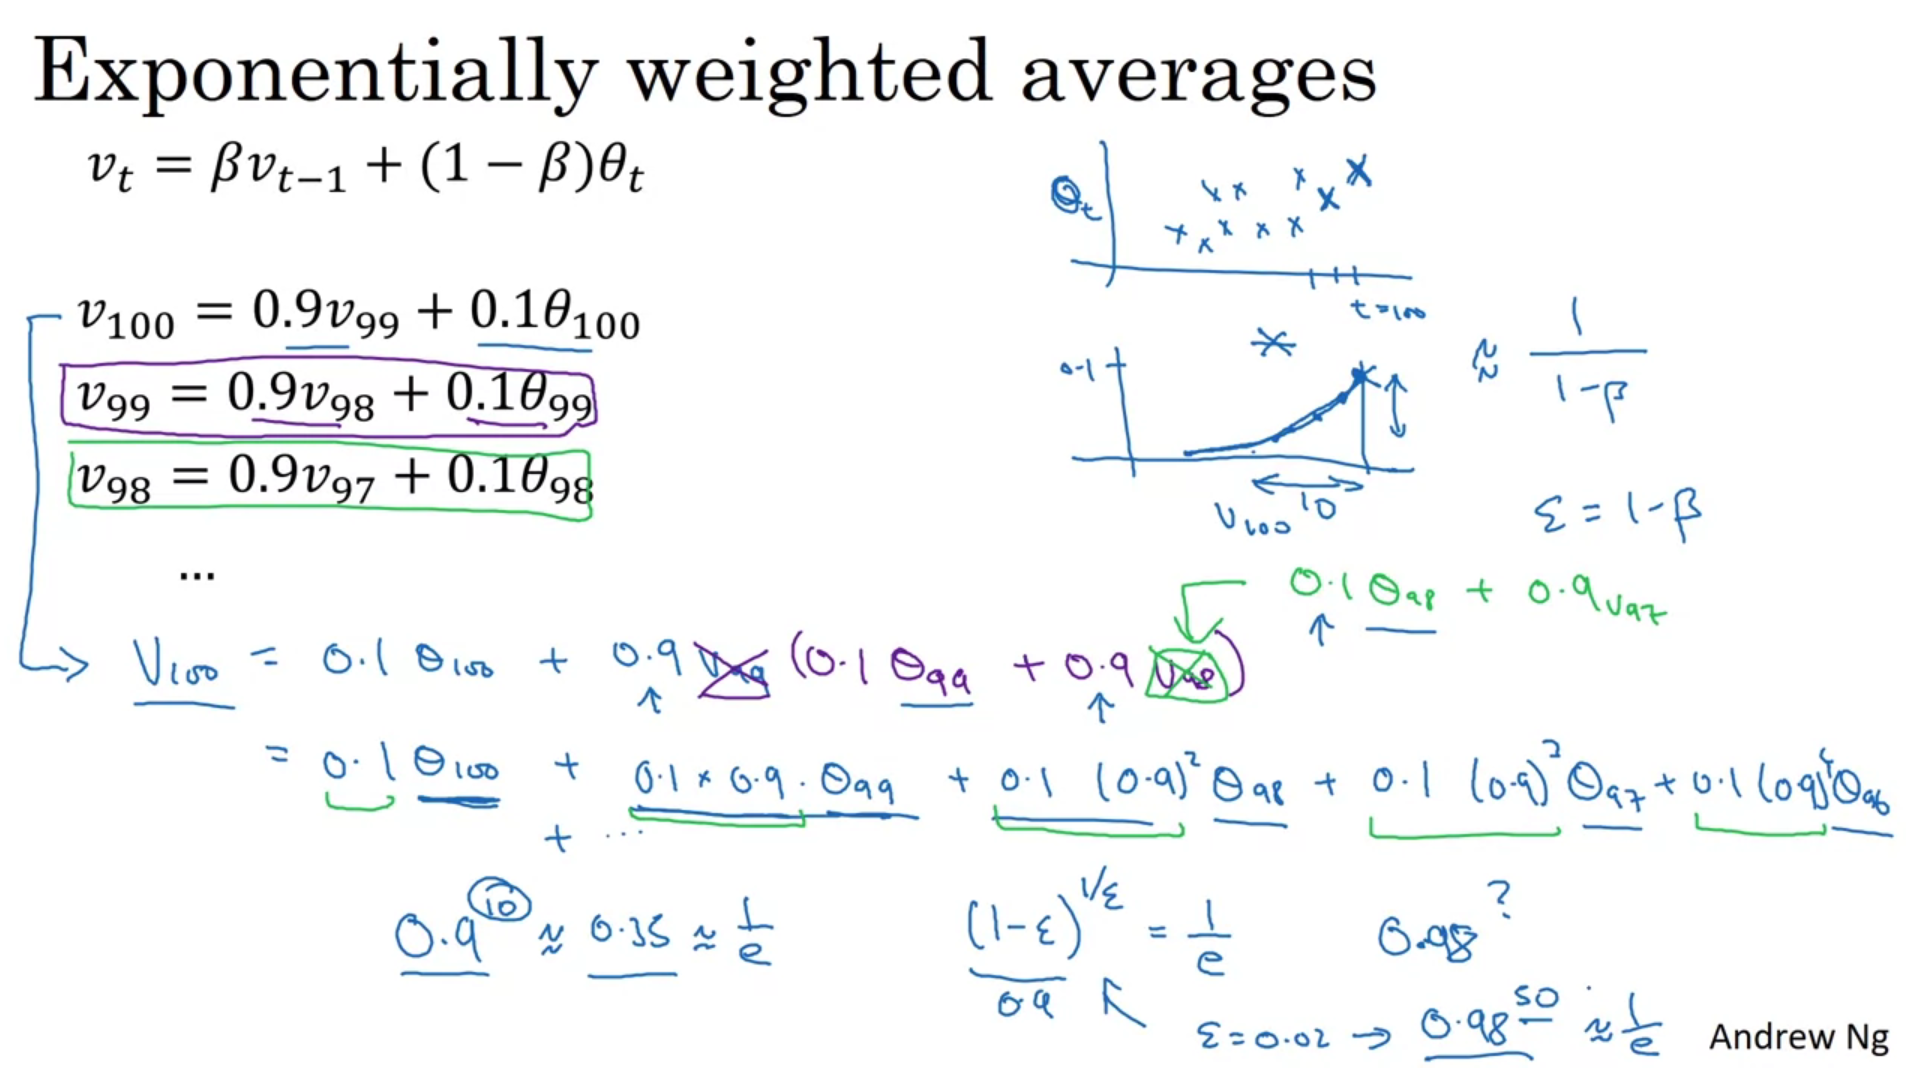 Exponentially weighted averages
v_t = βv_{t−1} + (1 − β)θ_t
θ_t
t=100
v_100 = 0.9v_99 + 0.1θ_100
v_99 = 0.9v_98 + 0.1θ_99
v_98 = 0.9v_97 + 0.1θ_98
...
0.1
10
V_100
≈ 1/(1-β)
ε = 1-β
0.1 θ_98 + 0.9 v_97
V_100 = 0.1 θ_100 + 0.9 v_99 (0.1 θ_99 + 0.9 v_98)
= 0.1 θ_100 + 0.1 × 0.9 · θ_99 + 0.1 (0.9)^2 θ_98 + 0.1 (0.9)^3 θ_97 + 0.1 (0.9)^4 θ_96
+ ...
0.9^10 ≈ 0.35 ≈ 1/e
(1-ε)^{1/ε} = 1/e
0.9
0.98^?
ε = 0.02 → 0.98^50 ≈ 1/e
Andrew Ng